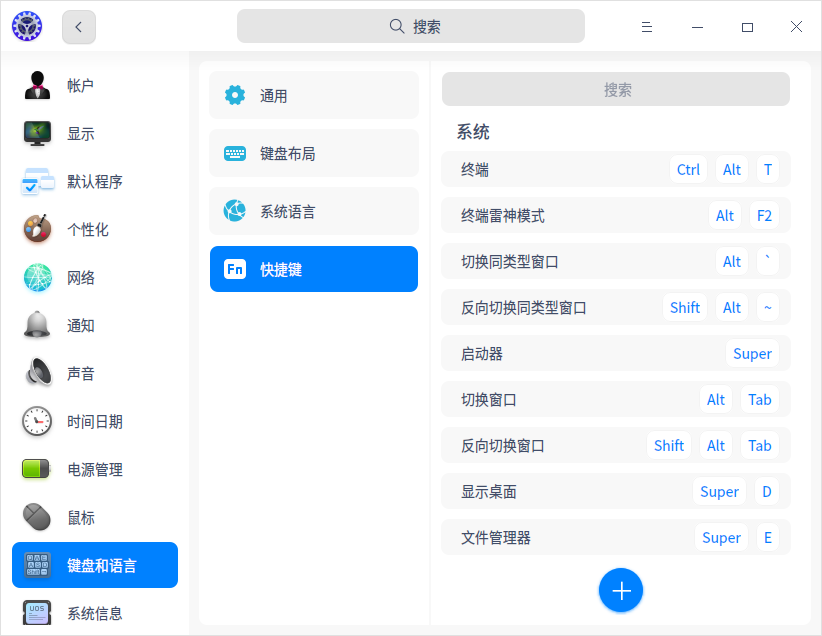 搜索
帐户
显示
默认程序
个性化
网络
通知
声音
时间日期
电源管理
鼠标
键盘和语言
UOS
系统信息
通用
键盘布局
系统语言
Fn 快捷键
搜索
系统
终端 Ctrl Alt T
终端雷神模式 Alt F2
切换同类型窗口 Alt `
反向切换同类型窗口 Shift Alt ~
启动器 Super
切换窗口 Alt Tab
反向切换窗口 Shift Alt Tab
显示桌面 Super D
文件管理器 Super E